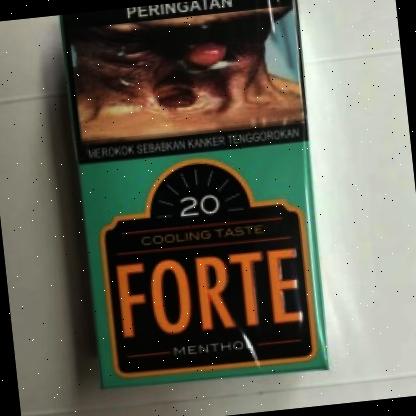 PERINGATAN
MEROKOK SEBABKAN KANKER TENGGOROKAN
20
COOLING TASTE
FORTE
MENTHOL